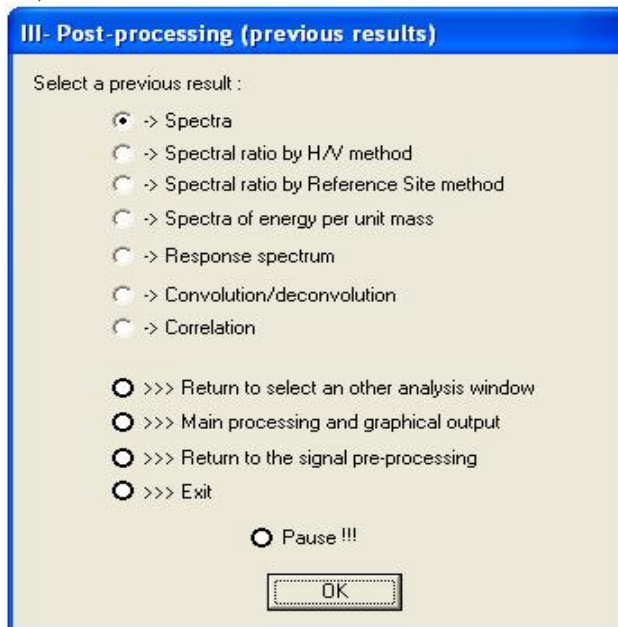 III- Post-processing (previous results)
Select a previous result :
-> Spectra
-> Spectral ratio by H/V method
-> Spectral ratio by Reference Site method
-> Spectra of energy per unit mass
-> Response spectrum
-> Convolution/deconvolution
-> Correlation
>>> Return to select an other analysis window
>>> Main processing and graphical output
>>> Return to the signal pre-processing
>>> Exit
Pause !!!
OK